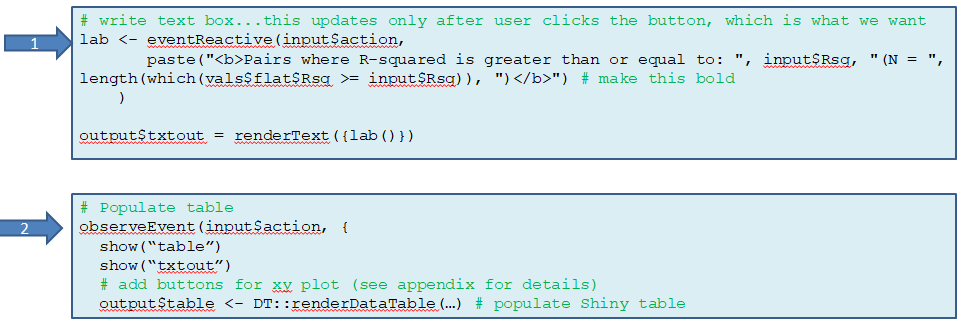 # write text box...this updates only after user clicks the button, which is what we want
1
lab <- eventReactive(input$action,
paste("<b>Pairs where R-squared is greater than or equal to: ", input$Rsq, "(N = ",
length(which(vals$flat$Rsq >= input$Rsq)), ")</b>") # make this bold
)
output$txtout = renderText({lab()})
# Populate table
2
observeEvent(input$action, {
show(“table”)
show(“txtout”)
# add buttons for xy plot (see appendix for details)
output$table <- DT::renderDataTable(…) # populate Shiny table